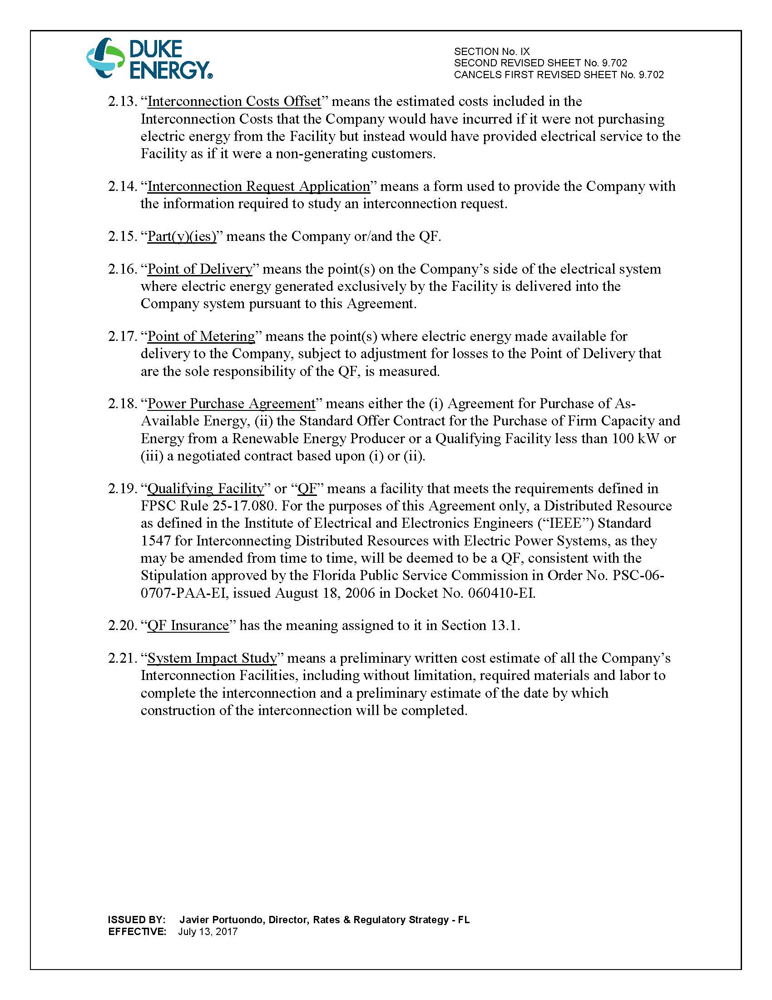 DUKE
ENERGY®
SECTION No. IX
SECOND REVISED SHEET No. 9.702
CANCELS FIRST REVISED SHEET No. 9.702
2.13. “Interconnection Costs Offset” means the estimated costs included in the
Interconnection Costs that the Company would have incurred if it were not purchasing
electric energy from the Facility but instead would have provided electrical service to the
Facility as if it were a non-generating customers.
2.14. “Interconnection Request Application” means a form used to provide the Company with
the information required to study an interconnection request.
2.15. “Part(y)(ies)” means the Company or/and the QF.
2.16. “Point of Delivery” means the point(s) on the Company’s side of the electrical system
where electric energy generated exclusively by the Facility is delivered into the
Company system pursuant to this Agreement.
2.17. “Point of Metering” means the point(s) where electric energy made available for
delivery to the Company, subject to adjustment for losses to the Point of Delivery that
are the sole responsibility of the QF, is measured.
2.18. “Power Purchase Agreement” means either the (i) Agreement for Purchase of As-
Available Energy, (ii) the Standard Offer Contract for the Purchase of Firm Capacity and
Energy from a Renewable Energy Producer or a Qualifying Facility less than 100 kW or
(iii) a negotiated contract based upon (i) or (ii).
2.19. “Qualifying Facility” or “QF” means a facility that meets the requirements defined in
FPSC Rule 25-17.080. For the purposes of this Agreement only, a Distributed Resource
as defined in the Institute of Electrical and Electronics Engineers (“IEEE”) Standard
1547 for Interconnecting Distributed Resources with Electric Power Systems, as they
may be amended from time to time, will be deemed to be a QF, consistent with the
Stipulation approved by the Florida Public Service Commission in Order No. PSC-06-
0707-PAA-EI, issued August 18, 2006 in Docket No. 060410-EI.
2.20. “QF Insurance” has the meaning assigned to it in Section 13.1.
2.21. “System Impact Study” means a preliminary written cost estimate of all the Company’s
Interconnection Facilities, including without limitation, required materials and labor to
complete the interconnection and a preliminary estimate of the date by which
construction of the interconnection will be completed.
ISSUED BY: Javier Portuondo, Director, Rates & Regulatory Strategy - FL
EFFECTIVE: July 13, 2017